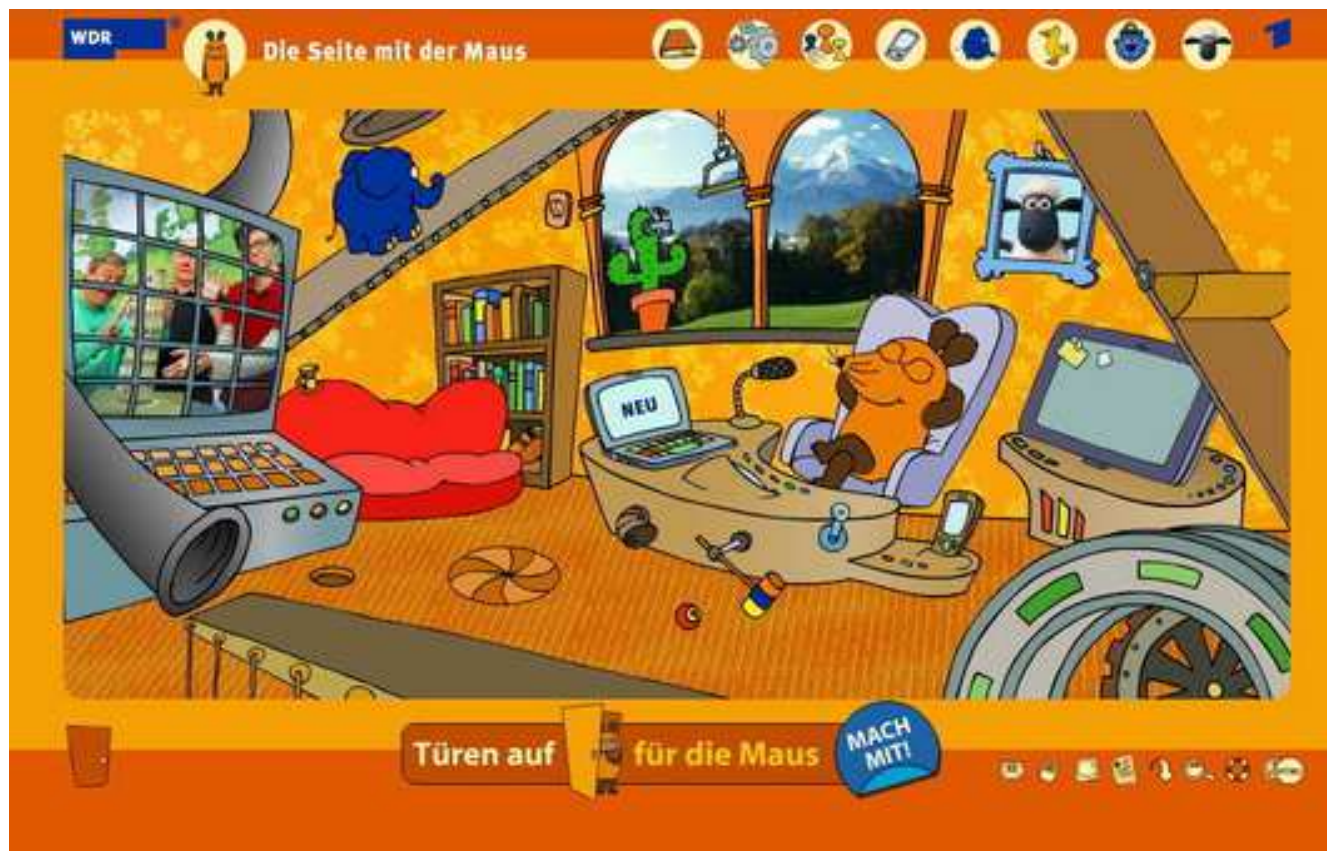 WDR
Die Seite mit der Maus
NEU
Türen auf für die Maus
MACH
MIT!